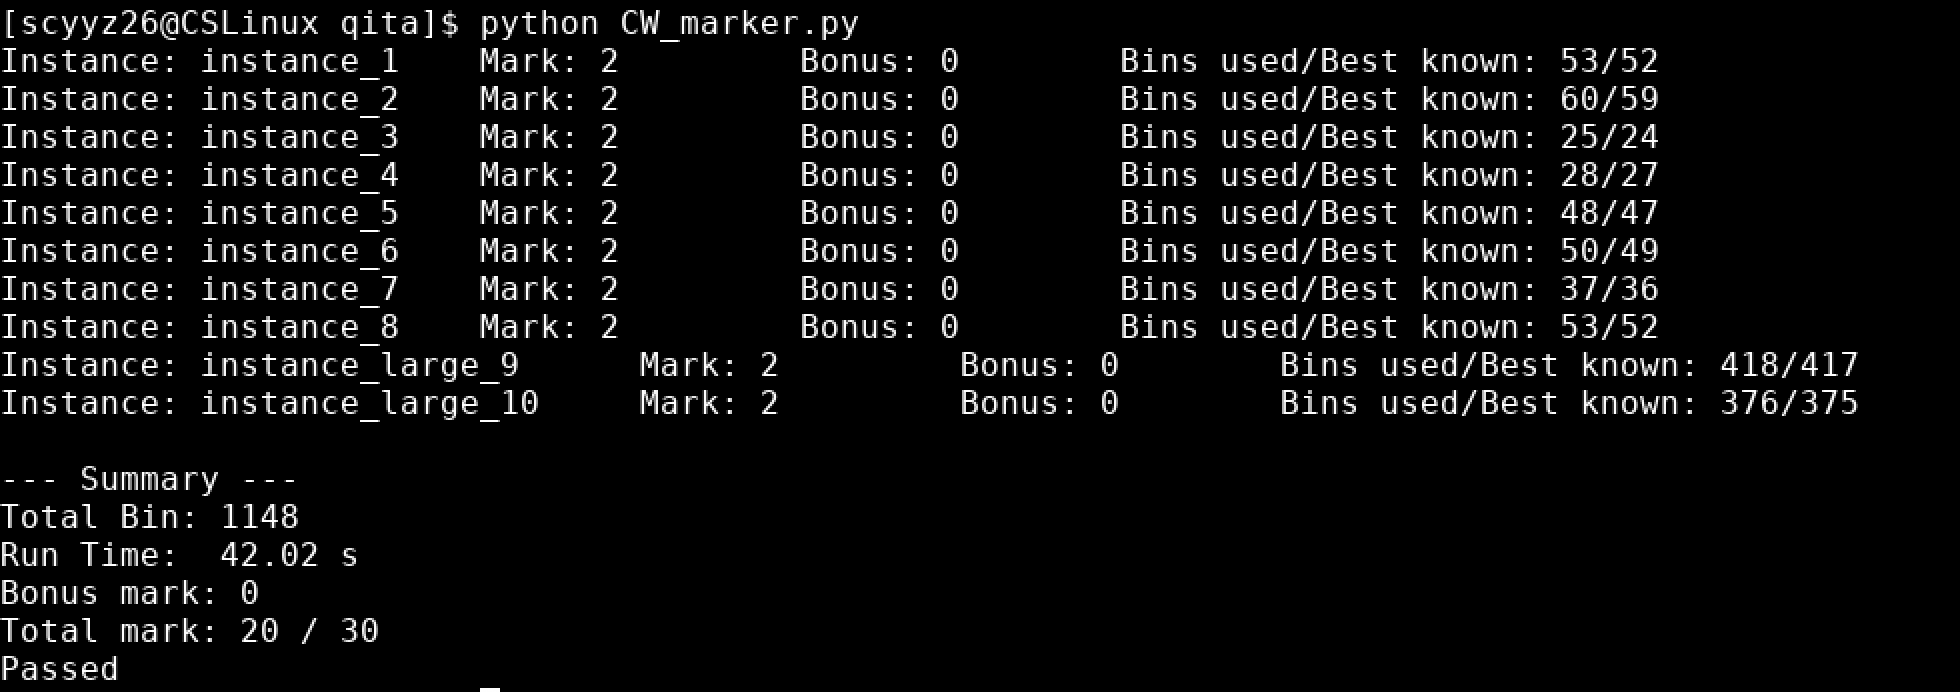 [scyyz26@CSLinux qita]$ python CW_marker.py
Instance: instance_1    Mark: 2         Bonus: 0        Bins used/Best known: 53/52
Instance: instance_2    Mark: 2         Bonus: 0        Bins used/Best known: 60/59
Instance: instance_3    Mark: 2         Bonus: 0        Bins used/Best known: 25/24
Instance: instance_4    Mark: 2         Bonus: 0        Bins used/Best known: 28/27
Instance: instance_5    Mark: 2         Bonus: 0        Bins used/Best known: 48/47
Instance: instance_6    Mark: 2         Bonus: 0        Bins used/Best known: 50/49
Instance: instance_7    Mark: 2         Bonus: 0        Bins used/Best known: 37/36
Instance: instance_8    Mark: 2         Bonus: 0        Bins used/Best known: 53/52
Instance: instance_large_9      Mark: 2         Bonus: 0        Bins used/Best known: 418/417
Instance: instance_large_10     Mark: 2         Bonus: 0        Bins used/Best known: 376/375
--- Summary ---
Total Bin: 1148
Run Time:  42.02 s
Bonus mark: 0
Total mark: 20 / 30
Passed